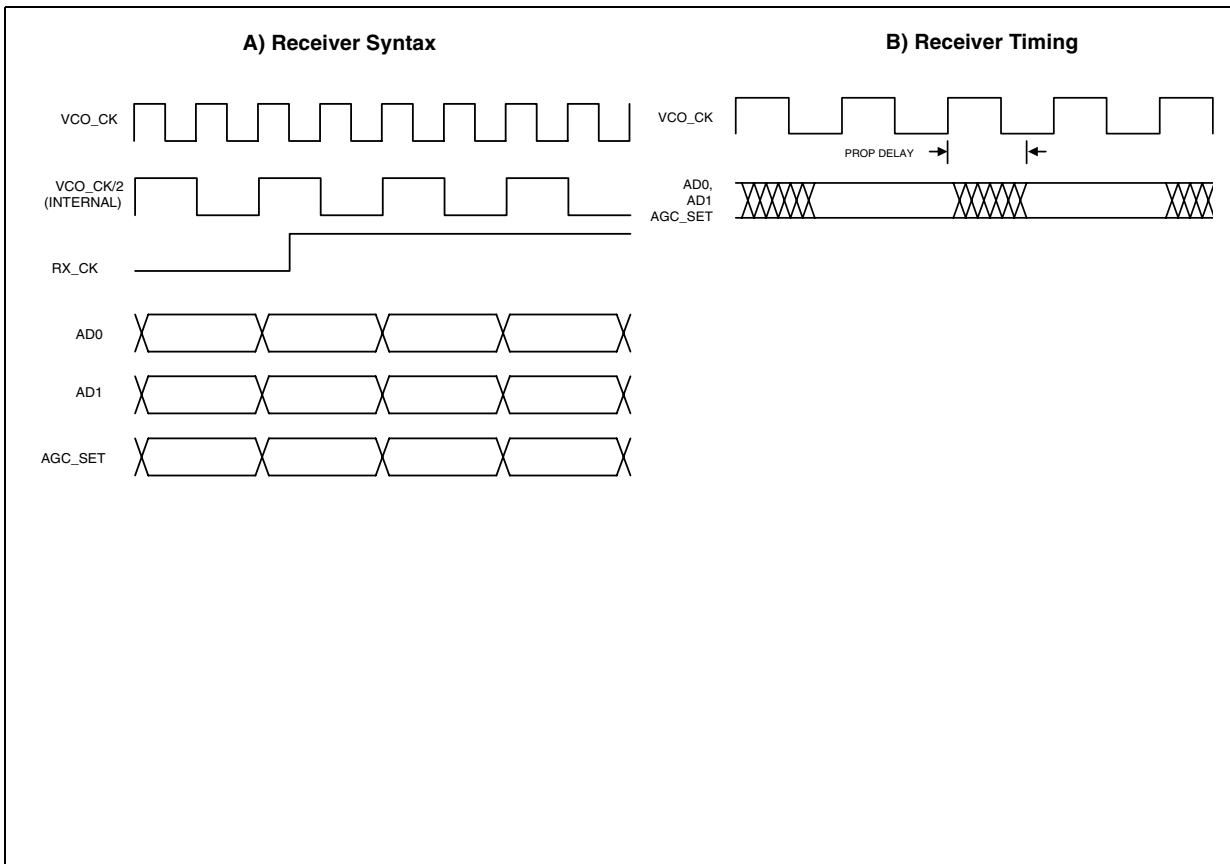 A) Receiver Syntax
VCO_CK
VCO_CK/2
(INTERNAL)
RX_CK
AD0
AD1
AGC_SET
B) Receiver Timing
VCO_CK
PROP DELAY
AD0,
AD1
AGC_SET